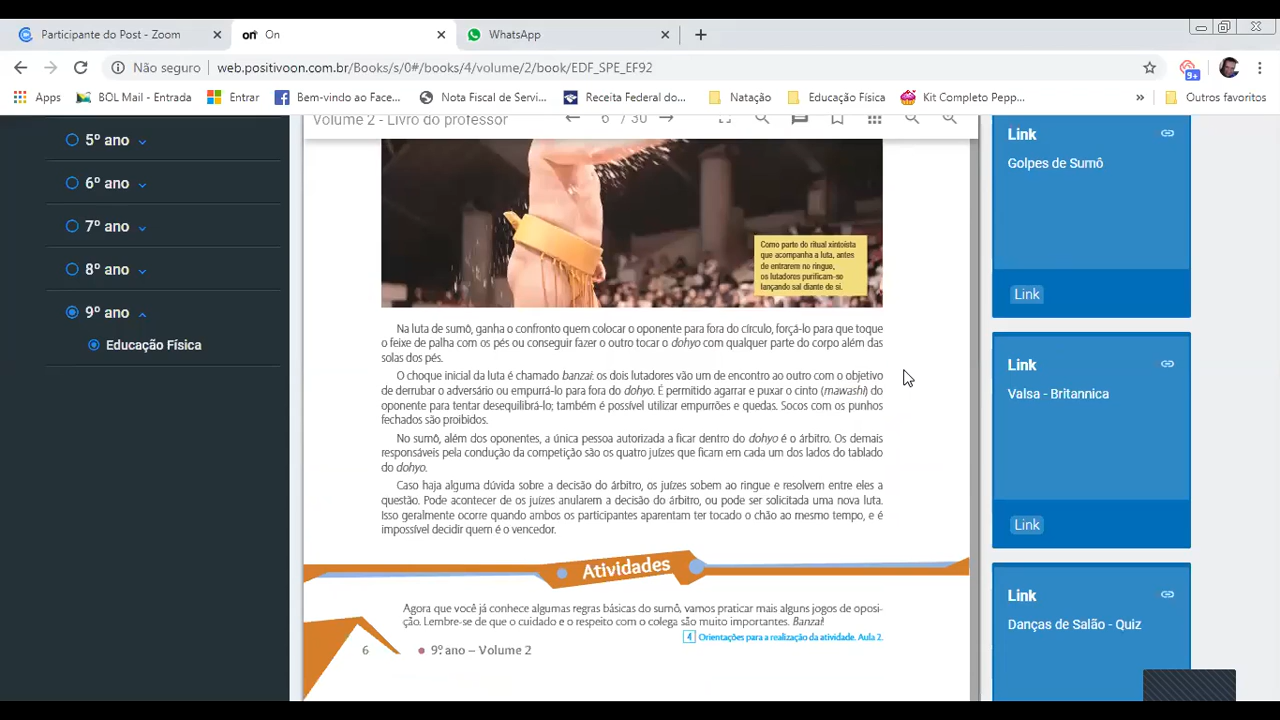 Participante do Post - Zoom
On
WhatsApp
Não seguro
web.positivoon.com.br/Books/s/0#/books/4/volume/2/book/EDF_SPE_EF92
9+
Apps
BOL Mail - Entrada
Entrar
Bem-vindo ao Face...
Nota Fiscal de Servi...
Receita Federal do...
Natação
Educação Física
Kit Completo Pepp...
»
Outros favoritos
5º ano
6º ano
7º ano
8º ano
9º ano
Educação Física
Volume 2 - Livro do professor
6 / 30
Como parte do ritual xintoísta
que acompanha a luta, antes
de entrarem no ringue,
os lutadores purificam-se
lançando sal diante de si.
Na luta de sumô, ganha o confronto quem colocar o oponente para fora do círculo, forçá-lo para que toque
o feixe de palha com os pés ou conseguir fazer o outro tocar o dohyo com qualquer parte do corpo além das
solas dos pés.
O choque inicial da luta é chamado banzai: os dois lutadores vão um de encontro ao outro com o objetivo
de derrubar o adversário ou empurrá-lo para fora do dohyo. É permitido agarrar e puxar o cinto (mawashi) do
oponente para tentar desequilibrá-lo; também é possível utilizar empurrões e quedas. Socos com os punhos
fechados são proibidos.
No sumô, além dos oponentes, a única pessoa autorizada a ficar dentro do dohyo é o árbitro. Os demais
responsáveis pela condução da competição são os quatro juízes que ficam em cada um dos lados do tablado
do dohyo.
Caso haja alguma dúvida sobre a decisão do árbitro, os juízes sobem ao ringue e resolvem entre eles a
questão. Pode acontecer de os juízes anularem a decisão do árbitro, ou pode ser solicitada uma nova luta.
Isso geralmente ocorre quando ambos os participantes aparentam ter tocado o chão ao mesmo tempo, e é
impossível decidir quem é o vencedor.
Atividades
Agora que você já conhece algumas regras básicas do sumô, vamos praticar mais alguns jogos de oposi-
ção. Lembre-se de que o cuidado e o respeito com o colega são muito importantes. Banzai!
4 Orientações para a realização da atividade. Aula 2.
6
9º. ano – Volume 2
Link
Golpes de Sumô
Link
Link
Valsa - Britannica
Link
Link
Danças de Salão - Quiz